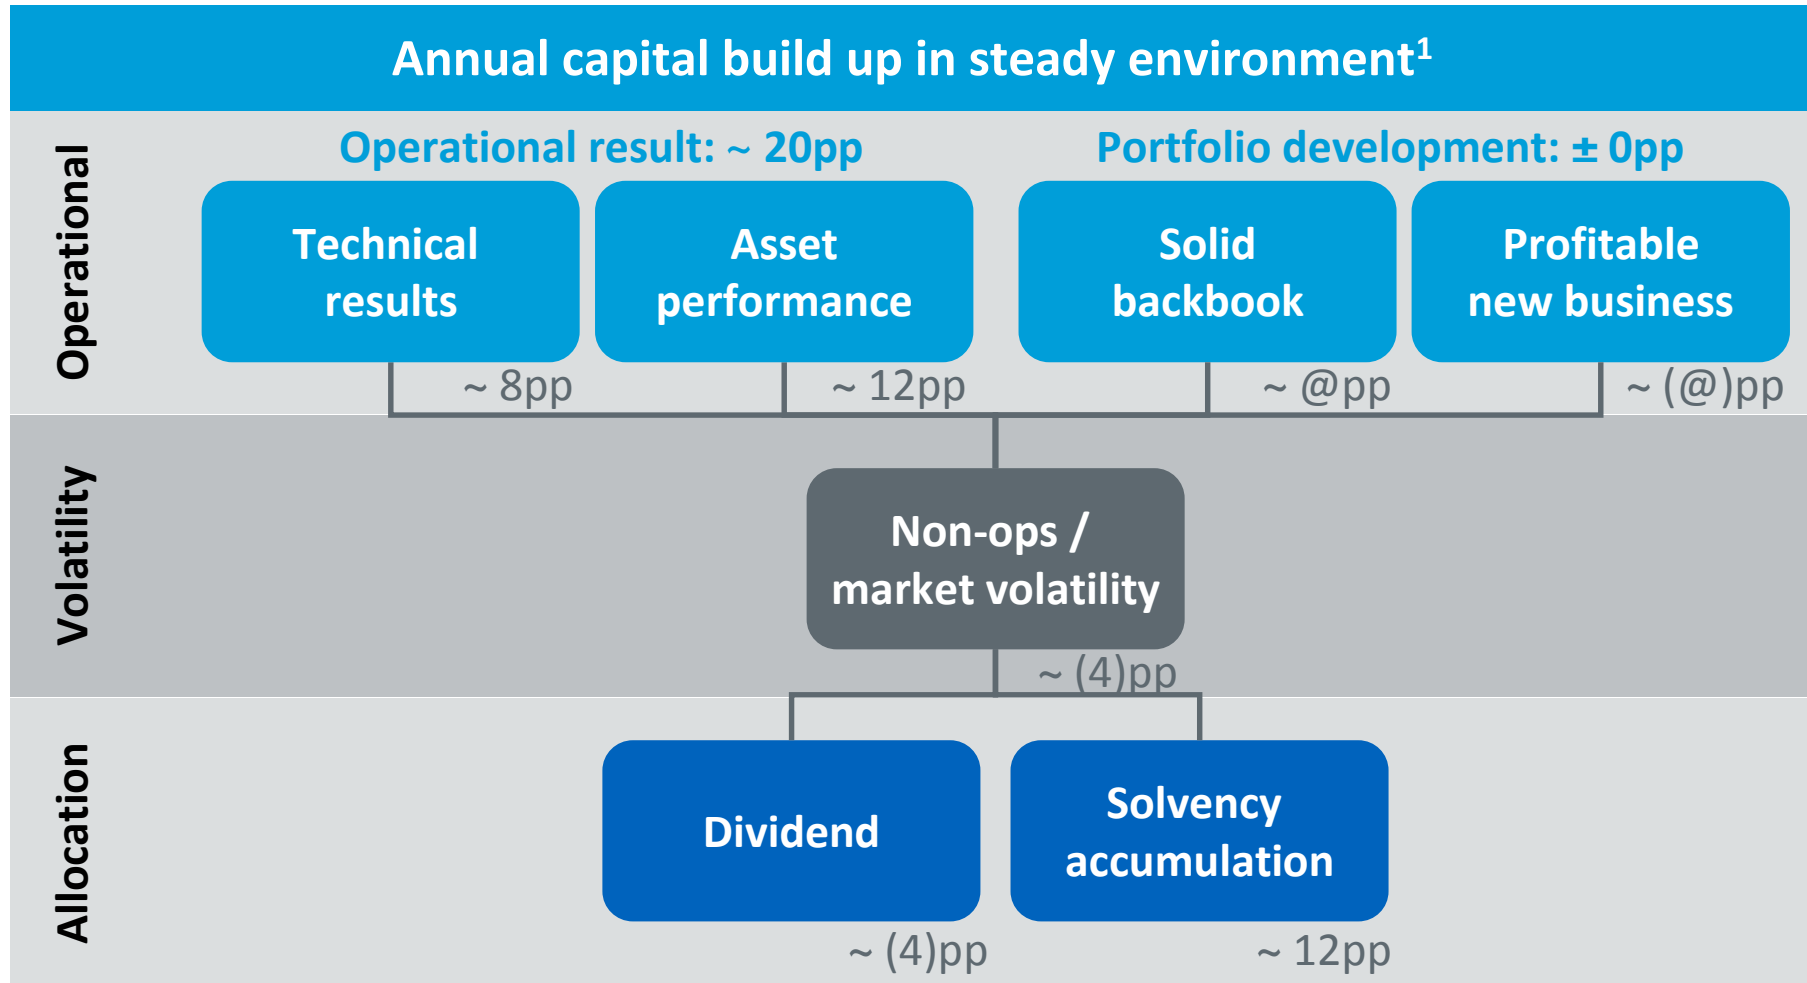 Annual capital build up in steady environment¹
Operational
Operational result: ~ 20pp
Portfolio development: ± 0pp
Technical
results
Asset
performance
Solid
backbook
Profitable
new business
~ 8pp
~ 12pp
~ @pp
~ (@)pp
Volatility
Non-ops /
market volatility
~ (4)pp
Allocation
Dividend
Solvency
accumulation
~ (4)pp
~ 12pp